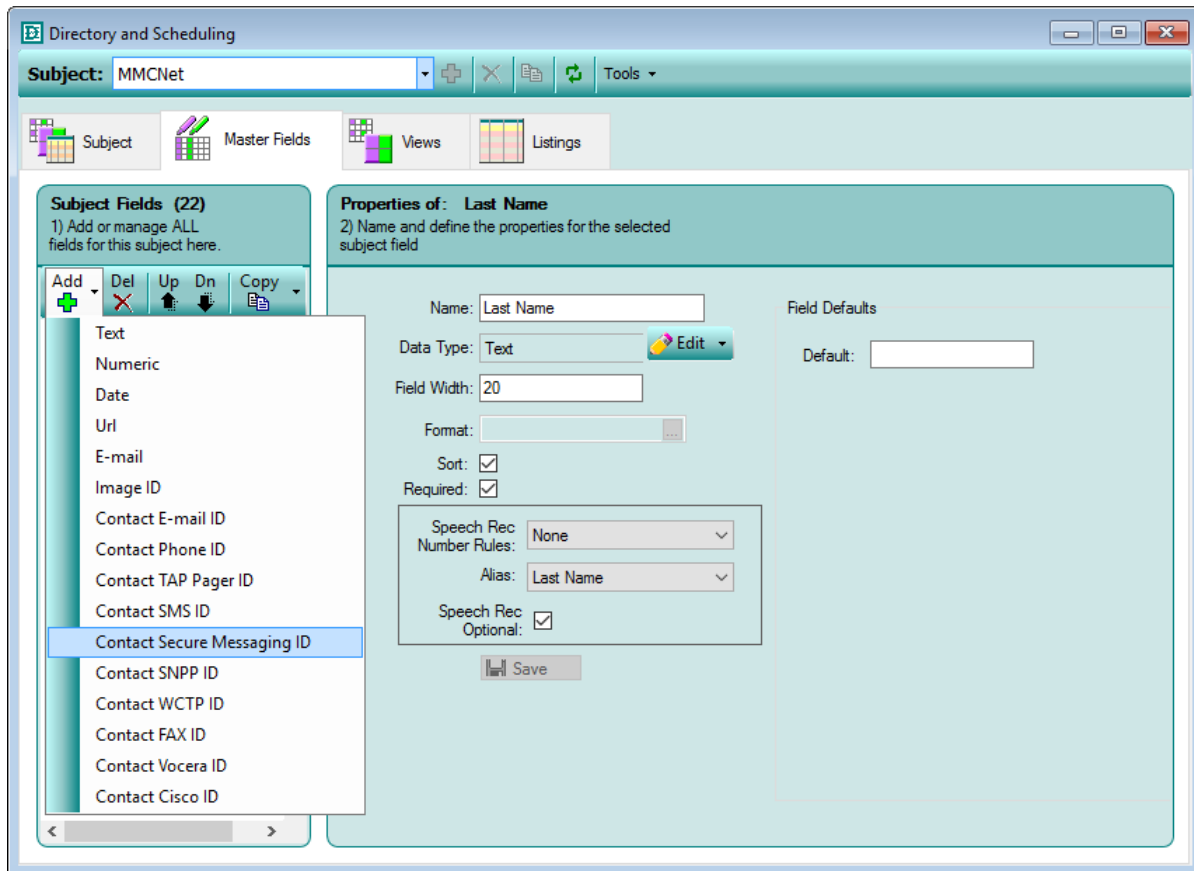 Directory and Scheduling
Subject: MMCNet Tools
Subject Master Fields Views Listings
Subject Fields (22)
1) Add or manage ALL
fields for this subject here.
Add Del Up Dn Copy
Text
Numeric
Date
Url
E-mail
Image ID
Contact E-mail ID
Contact Phone ID
Contact TAP Pager ID
Contact SMS ID
Contact Secure Messaging ID
Contact SNPP ID
Contact WCTP ID
Contact FAX ID
Contact Vocera ID
Contact Cisco ID
Properties of: Last Name
2) Name and define the properties for the selected
subject field
Name: Last Name
Data Type: Text Edit
Field Width: 20
Format: ...
Sort:
Required:
Speech Rec
Number Rules: None
Alias: Last Name
Speech Rec
Optional:
Save
Field Defaults
Default: